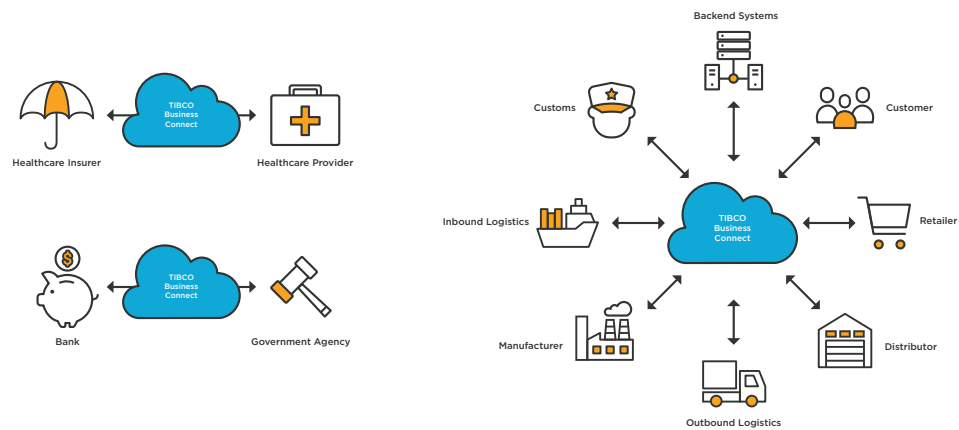 TIBCO
Business
Connect
Healthcare Insurer
Healthcare Provider
TIBCO
Business
Connect
Bank
Government Agency
Backend Systems
Customs
Customer
Inbound Logistics
TIBCO
Business
Connect
Retailer
Manufacturer
Distributor
Outbound Logistics